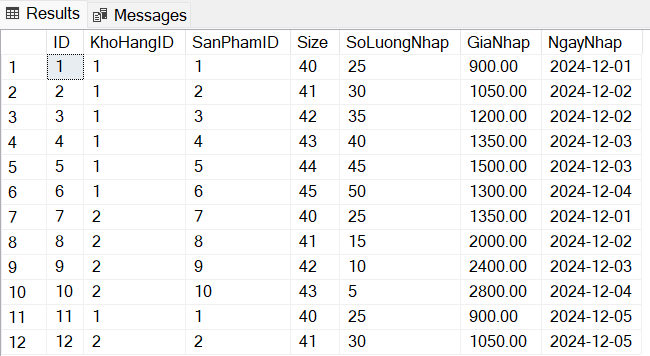 Results Messages
ID KhoHangID SanPhamID Size SoLuongNhap GiaNhap NgayNhap
1 1 1 1 40 25 900.00 2024-12-01
2 2 1 2 41 30 1050.00 2024-12-02
3 3 1 3 42 35 1200.00 2024-12-02
4 4 1 4 43 40 1350.00 2024-12-03
5 5 1 5 44 45 1500.00 2024-12-03
6 6 1 6 45 50 1300.00 2024-12-04
7 7 2 7 40 25 1350.00 2024-12-01
8 8 2 8 41 15 2000.00 2024-12-02
9 9 2 9 42 10 2400.00 2024-12-03
10 10 2 10 43 5 2800.00 2024-12-04
11 11 1 1 40 25 900.00 2024-12-05
12 12 2 2 41 30 1050.00 2024-12-05